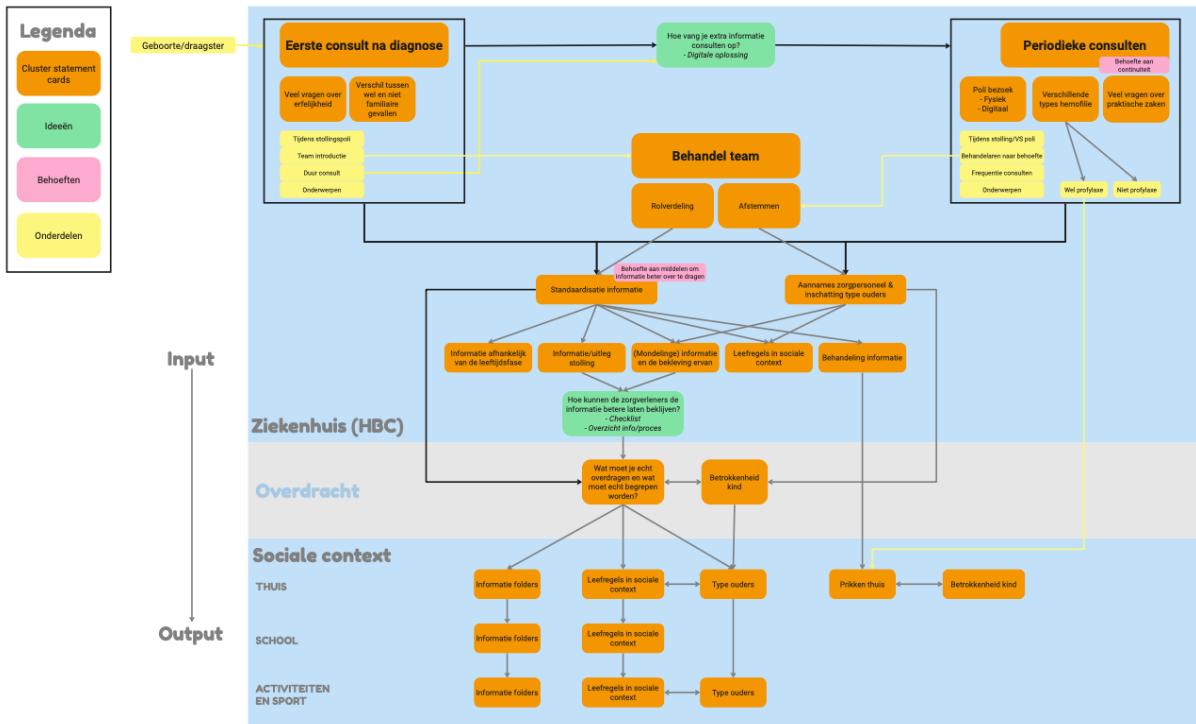 Legenda
Cluster statement
cards
Ideeën
Behoeften
Onderdelen
Geboorte/draagster
Eerste consult na diagnose
Veel vragen over
erfelijkheid
Verschil tussen
wel en niet
familiaire
gevallen
Tijdens stollingspoli
Team introductie
Duur consult
Onderwerpen
Hoe vang je extra informatie
consulten op?
- Digitale oplossing
Periodieke consulten
Behoefte aan
continuïteit
Poli bezoek
- Fysiek
- Digitaal
Verschillende
types hemofilie
Veel vragen over
praktische zaken
Tijdens stolling/VS poli
Behandelaren naar behoefte
Frequentie consulten
Onderwerpen
Wel profylaxe
Niet profylaxe
Behandel team
Rolverdeling
Afstemmen
Behoefte aan middelen om
informatie beter over te dragen
Standaardisatie informatie
Aannames zorgpersoneel &
inschatting type ouders
Informatie afhankelijk
van de leeftijdsfase
Informatie/uitleg
stolling
(Mondelinge) informatie
en de bekleving ervan
Leefregels in sociale
context
Behandeling informatie
Hoe kunnen de zorgverleners de
informatie betere laten beklijven?
- Checklist
- Overzicht info/proces
Input
Ziekenhuis (HBC)
Overdracht
Wat moet je echt
overdragen en wat
moet echt begrepen
worden?
Betrokkenheid
kind
Sociale context
THUIS
Informatie folders
Leefregels in sociale
context
Type ouders
Prikken thuis
Betrokkenheid kind
Output
SCHOOL
Informatie folders
Leefregels in sociale
context
ACTIVITEITEN
EN SPORT
Informatie folders
Leefregels in sociale
context
Type ouders